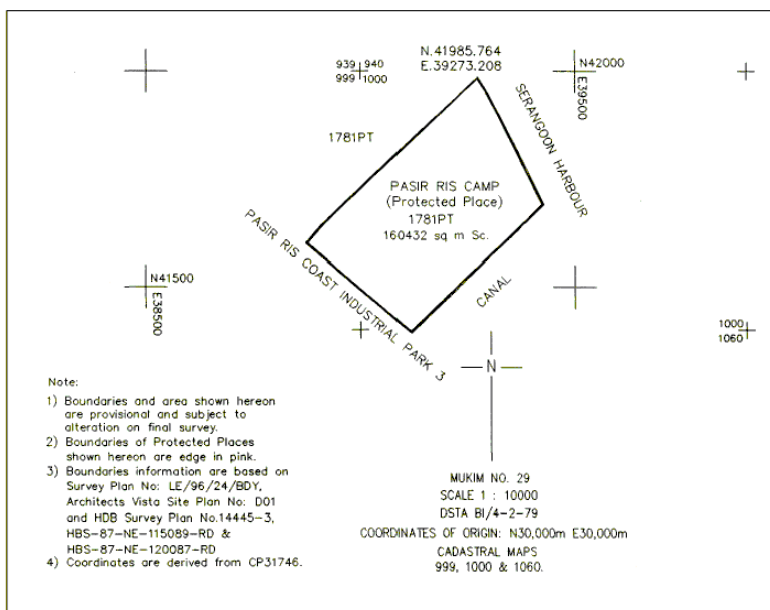 N.41985.764
E.39273.208
939 940
999 1000
N42000
E39500
SERANGOON HARBOUR
1781PT
PASIR RIS CAMP
(Protected Place)
1781PT
160432 sq m Sc.
PASIR RIS COAST INDUSTRIAL PARK 3
CANAL
N41500
E38500
1000
1060
N
Note:
1) Boundaries and area shown hereon
are provisional and subject to
alteration on final survey.
2) Boundaries of Protected Places
shown hereon are edge in pink.
3) Boundaries information are based on
Survey Plan No: LE/96/24/BDY,
Architects Vista Site Plan No: D01
and HDB Survey Plan No.14445-3,
HBS-87-NE-115089-RD &
HBS-87-NE-120087-RD
4) Coordinates are derived from CP31746.
MUKIM NO. 29
SCALE 1 : 10000
DSTA BI/4-2-79
COORDINATES OF ORIGIN: N30,000m E30,000m
CADASTRAL MAPS
999, 1000 & 1060.